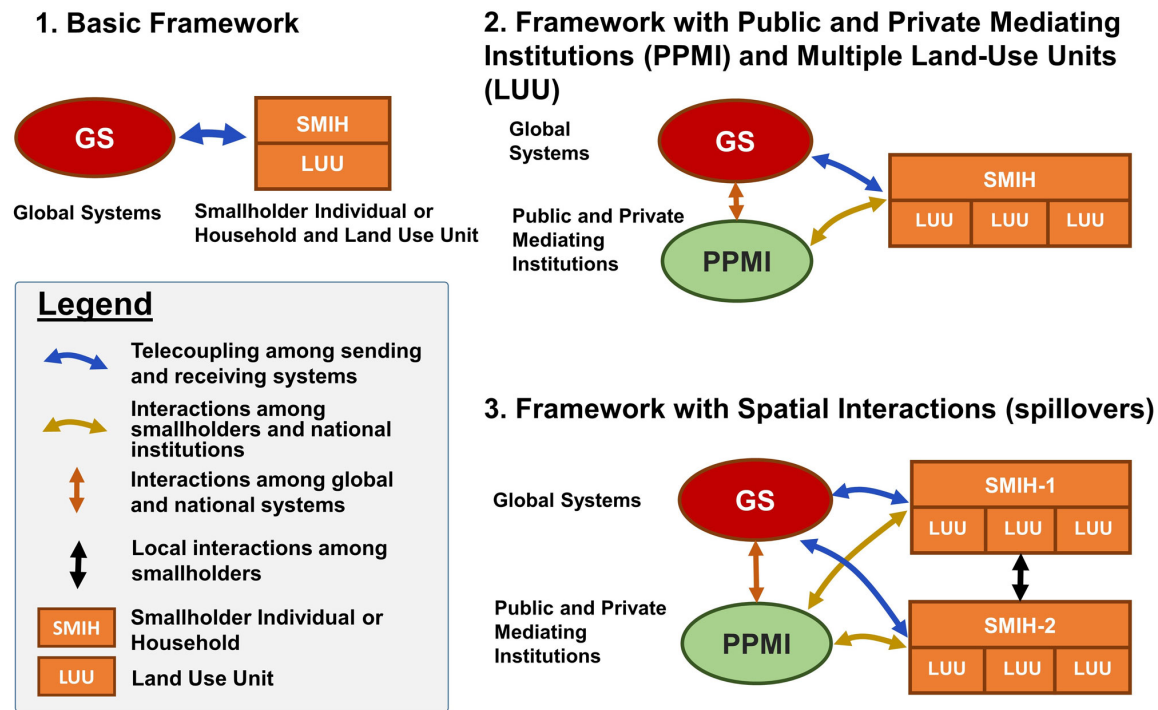 1. Basic Framework
GS
SMIH
LUU
Global Systems
Smallholder Individual or
Household and Land Use Unit
2. Framework with Public and Private Mediating
Institutions (PPMI) and Multiple Land-Use Units
(LUU)
Global
Systems
GS
Public and Private
Mediating
Institutions
PPMI
SMIH
LUU LUU LUU
Legend
Telecoupling among sending
and receiving systems
Interactions among
smallholders and national
institutions
Interactions among global
and national systems
Local interactions among
smallholders
SMIH
Smallholder Individual or
Household
LUU
Land Use Unit
3. Framework with Spatial Interactions (spillovers)
Global Systems
GS
SMIH-1
LUU LUU LUU
Public and Private
Mediating
Institutions
PPMI
SMIH-2
LUU LUU LUU